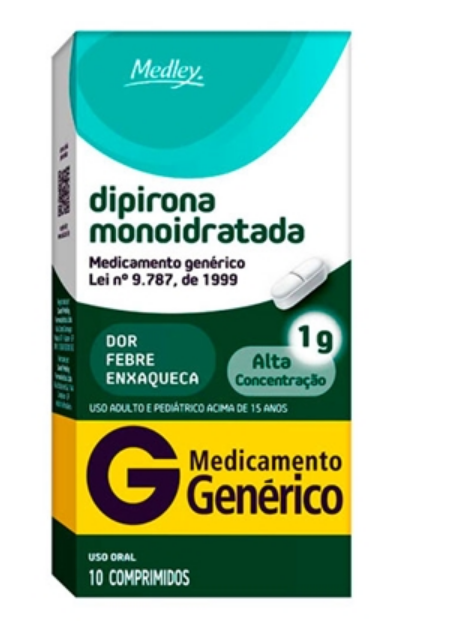 Medley.
dipirona
monoidratada
Medicamento genérico
Lei nº 9.787, de 1999
1g
Alta
Concentração
DOR
FEBRE
ENXAQUECA
USO ADULTO E PEDIÁTRICO ACIMA DE 15 ANOS
G
Medicamento
Genérico
USO ORAL
10 COMPRIMIDOS